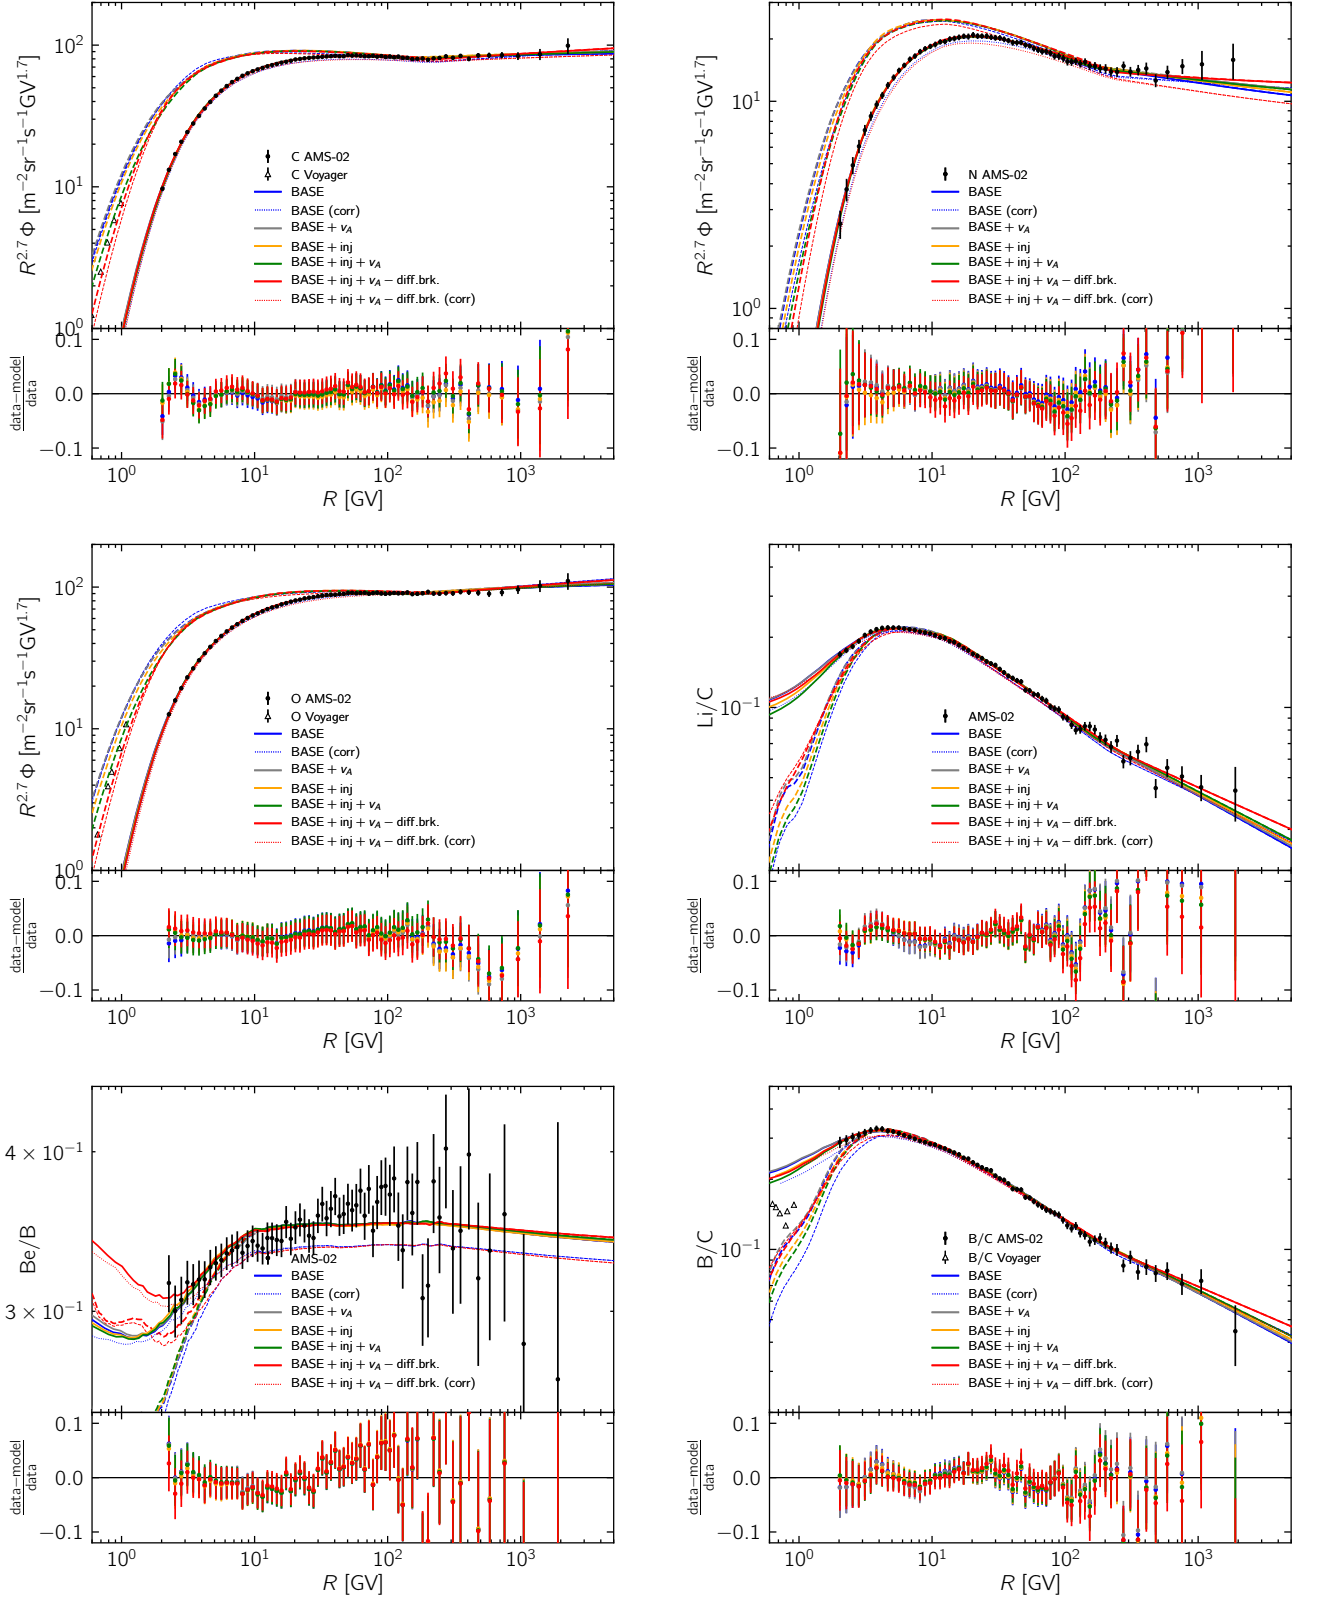 10²
10¹
10⁰
R^{2.7} Φ [m⁻²sr⁻¹s⁻¹GV^{1.7}]
C AMS-02
C Voyager
BASE
BASE (corr)
BASE + v_A
BASE + inj
BASE + inj + v_A
BASE + inj + v_A − diff.brk.
BASE + inj + v_A − diff.brk. (corr)
0.1
0.0
−0.1
data−model
data
10⁰ 10¹ 10² 10³
R [GV]
10¹
10⁰
R^{2.7} Φ [m⁻²sr⁻¹s⁻¹GV^{1.7}]
N AMS-02
BASE
BASE (corr)
BASE + v_A
BASE + inj
BASE + inj + v_A
BASE + inj + v_A − diff.brk.
BASE + inj + v_A − diff.brk. (corr)
0.1
0.0
−0.1
data−model
data
10⁰ 10¹ 10² 10³
R [GV]
10²
10¹
10⁰
R^{2.7} Φ [m⁻²sr⁻¹s⁻¹GV^{1.7}]
O AMS-02
O Voyager
BASE
BASE (corr)
BASE + v_A
BASE + inj
BASE + inj + v_A
BASE + inj + v_A − diff.brk.
BASE + inj + v_A − diff.brk. (corr)
0.1
0.0
−0.1
data−model
data
10⁰ 10¹ 10² 10³
R [GV]
10⁻¹
Li/C
AMS-02
BASE
BASE (corr)
BASE + v_A
BASE + inj
BASE + inj + v_A
BASE + inj + v_A − diff.brk.
BASE + inj + v_A − diff.brk. (corr)
0.1
0.0
−0.1
data−model
data
10⁰ 10¹ 10² 10³
R [GV]
4 × 10⁻¹
3 × 10⁻¹
Be/B
AMS-02
BASE
BASE (corr)
BASE + v_A
BASE + inj
BASE + inj + v_A
BASE + inj + v_A − diff.brk.
BASE + inj + v_A − diff.brk. (corr)
0.1
0.0
−0.1
data−model
data
10⁰ 10¹ 10² 10³
R [GV]
10⁻¹
B/C
B/C AMS-02
B/C Voyager
BASE
BASE (corr)
BASE + v_A
BASE + inj
BASE + inj + v_A
BASE + inj + v_A − diff.brk.
BASE + inj + v_A − diff.brk. (corr)
0.1
0.0
−0.1
data−model
data
10⁰ 10¹ 10² 10³
R [GV]